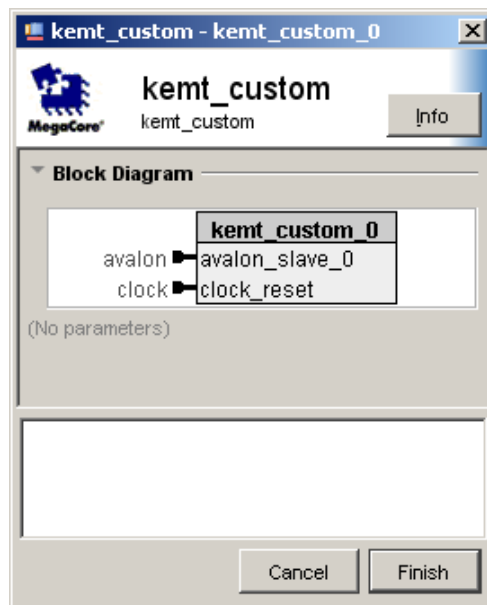 kemt_custom - kemt_custom_0
MegaCore'
kemt_custom
kemt_custom
Info
Block Diagram
kemt_custom_0
avalon avalon_slave_0
clock clock_reset
(No parameters)
Cancel Finish